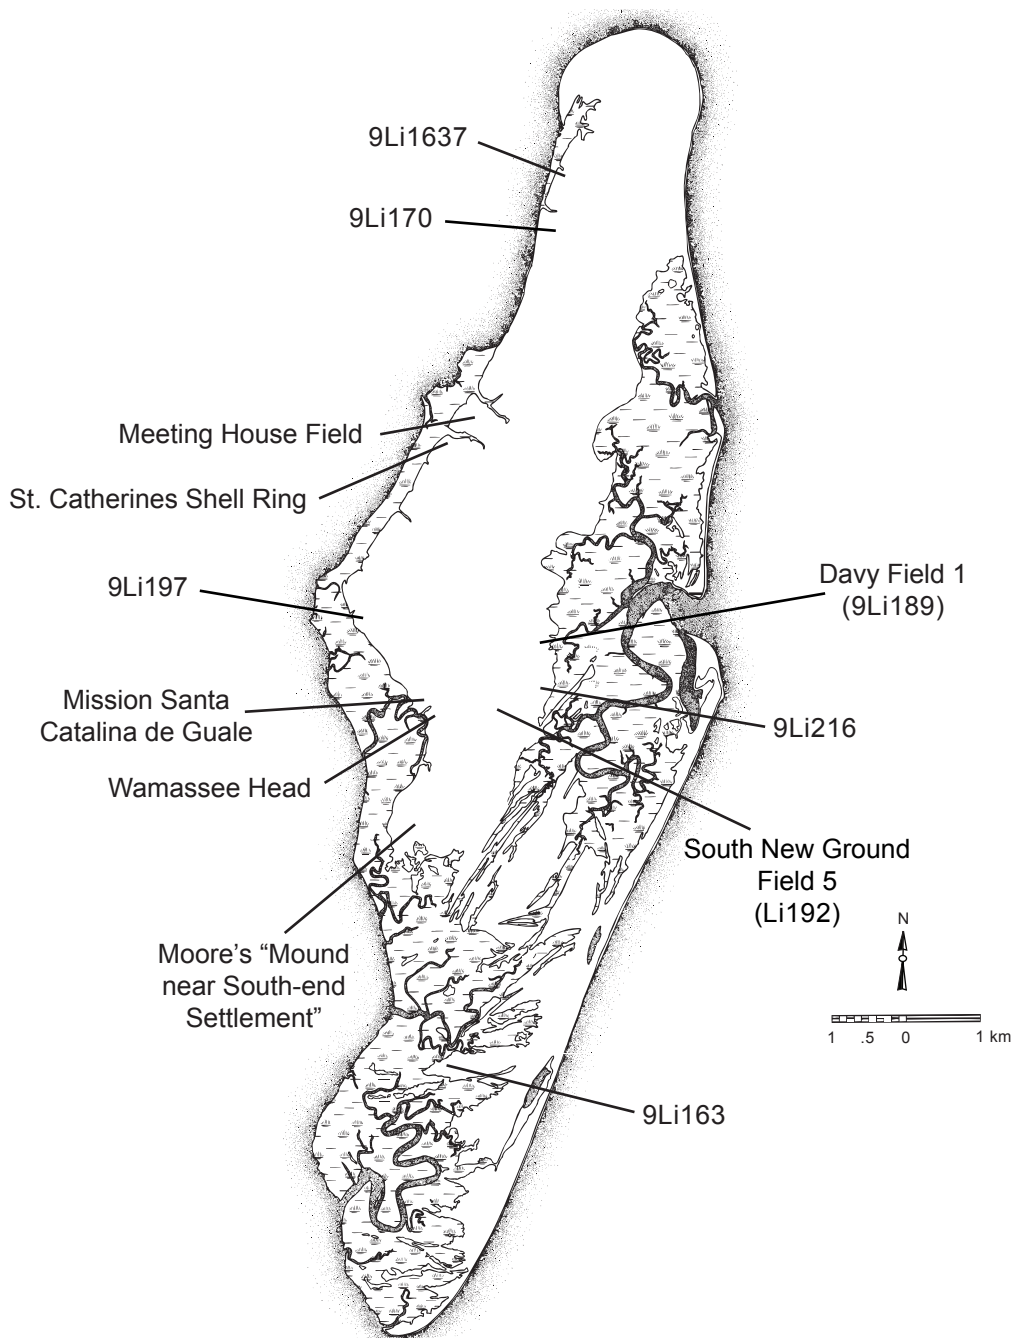 9Li1637
9Li170
Meeting House Field
St. Catherines Shell Ring
9Li197
Davy Field 1
(9Li189)
Mission Santa
Catalina de Guale
9Li216
Wamassee Head
South New Ground
Field 5
(Li192)
N
Moore's “Mound
near South-end
Settlement”
1 .5 0 1 km
9Li163